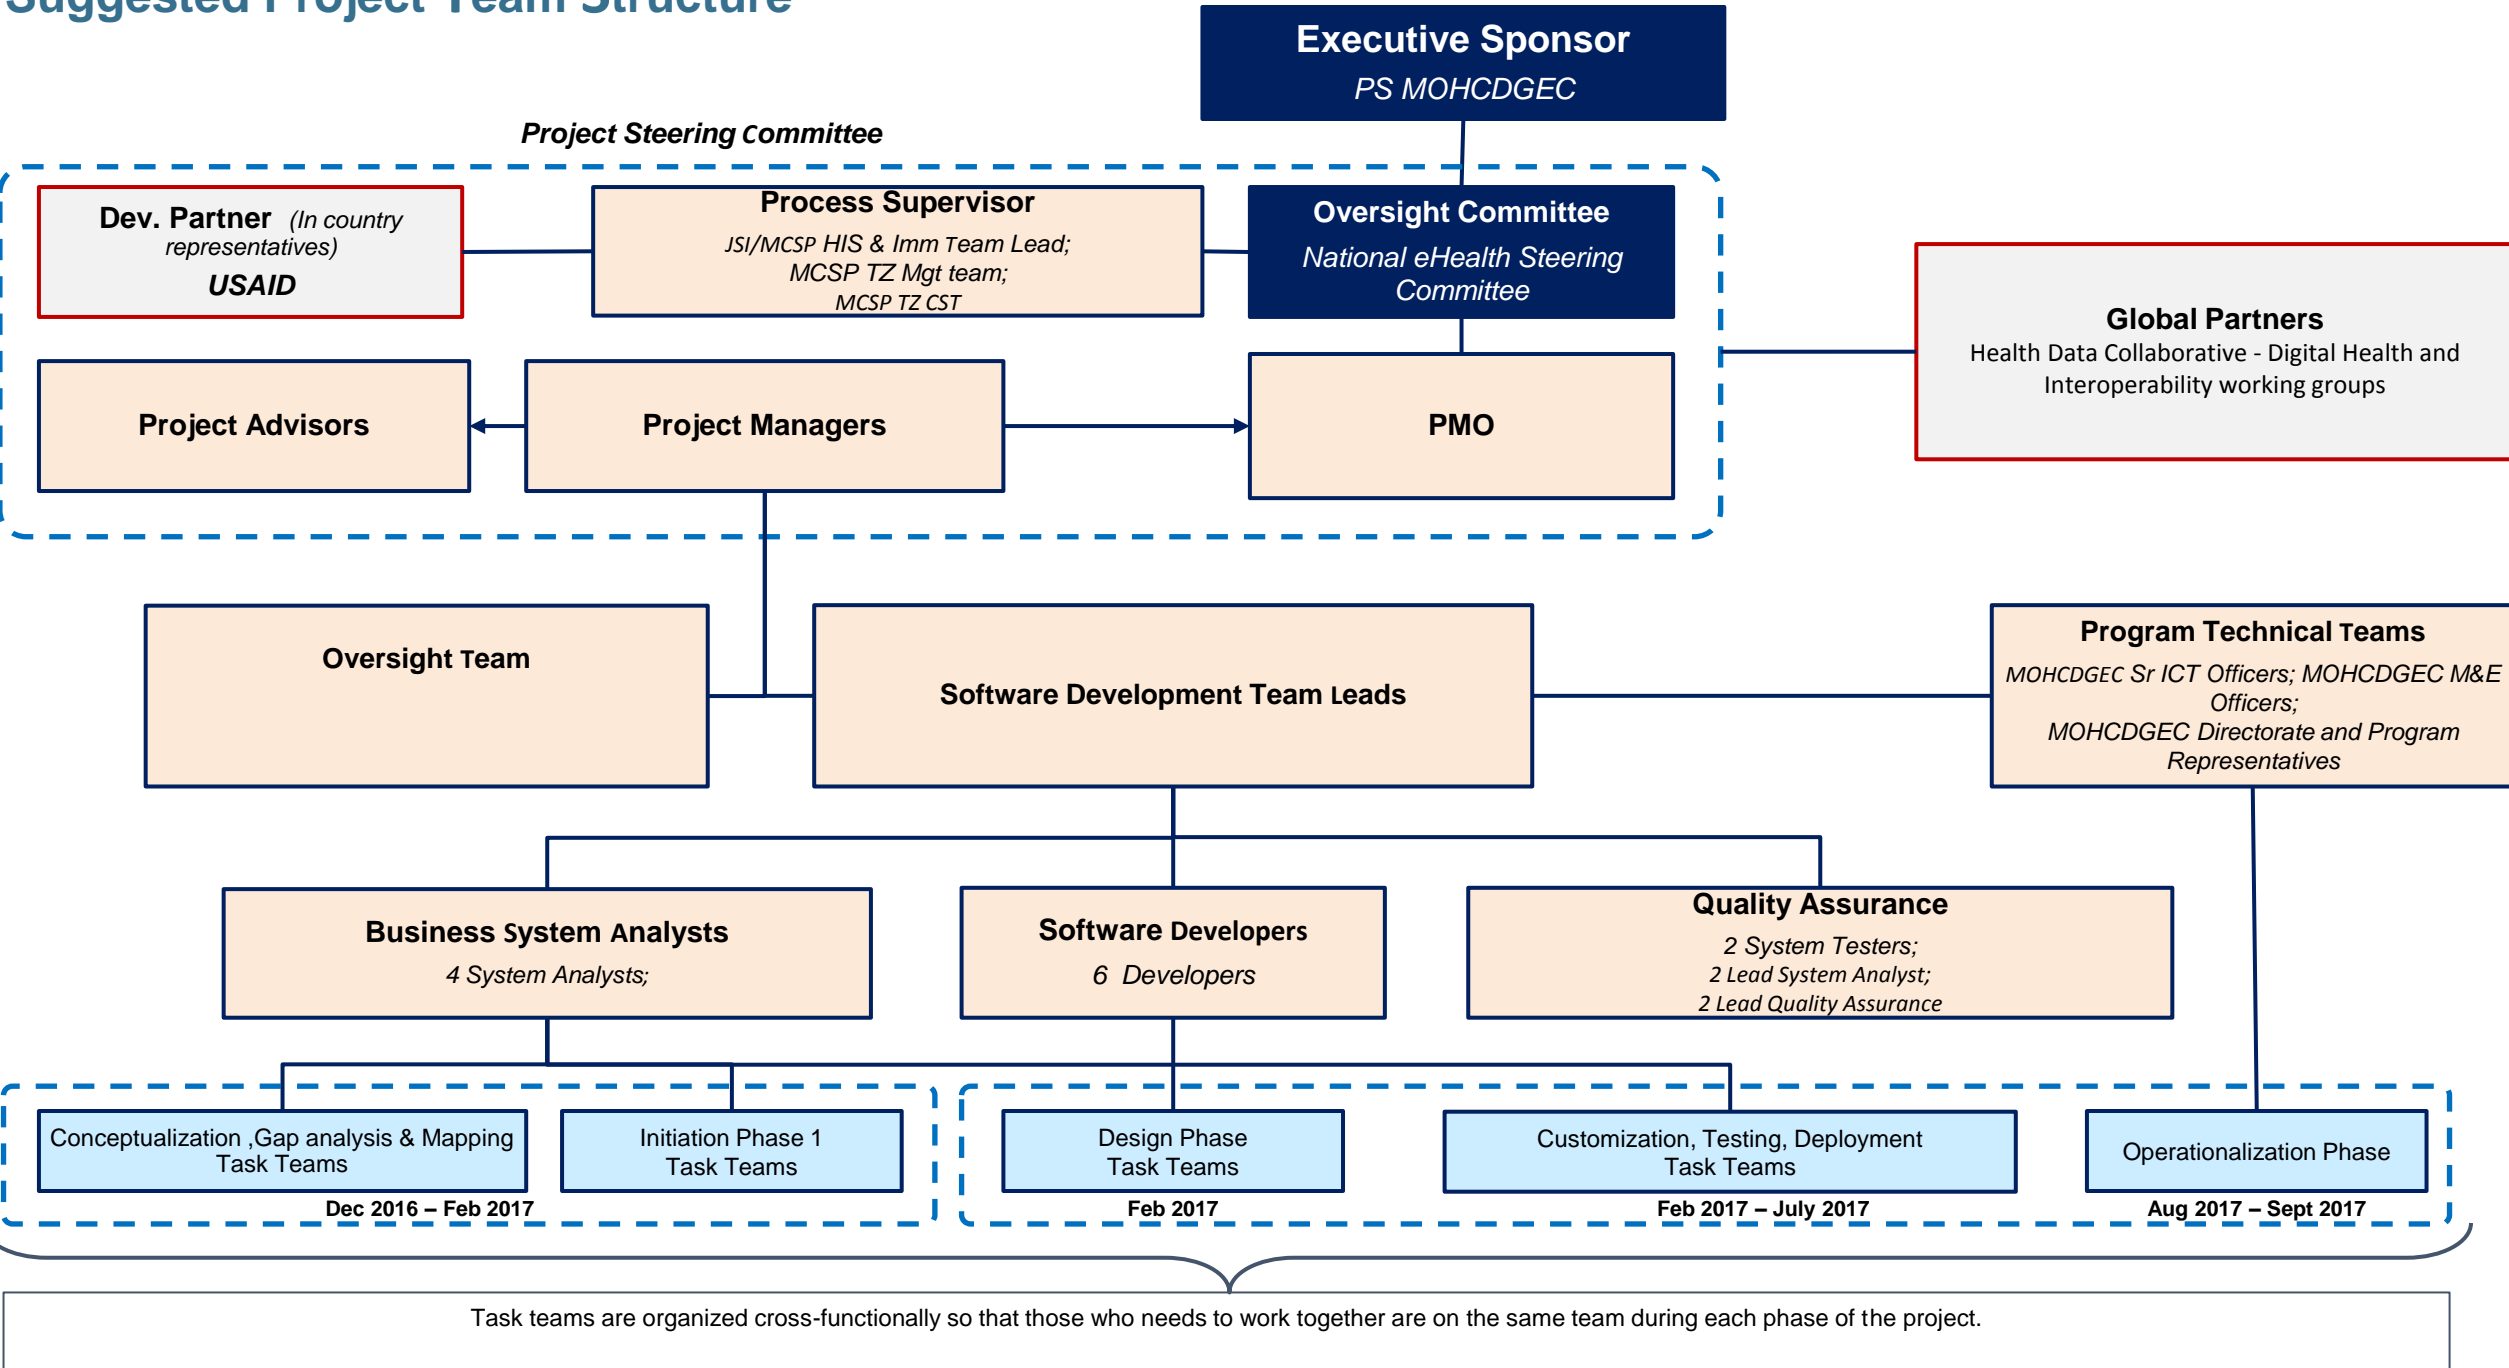 Suggested Project Team Structure
Executive Sponsor
PS MOHCDGEC
Project Steering Committee
Dev. Partner (In country
representatives)
USAID
Process Supervisor
JSI/MCSP HIS & Imm Team Lead;
MCSP TZ Mgt team;
MCSP TZ CST
Oversight Committee
National eHealth Steering
Committee
Global Partners
Health Data Collaborative - Digital Health and
Interoperability working groups
Project Advisors
Project Managers
PMO
Oversight Team
Software Development Team Leads
Program Technical Teams
MOHCDGEC Sr ICT Officers; MOHCDGEC M&E
Officers;
MOHCDGEC Directorate and Program
Representatives
Business System Analysts
4 System Analysts;
Software Developers
6 Developers
Quality Assurance
2 System Testers;
2 Lead System Analyst;
2 Lead Quality Assurance
Conceptualization ,Gap analysis & Mapping
Task Teams
Initiation Phase 1
Task Teams
Dec 2016 – Feb 2017
Design Phase
Task Teams
Feb 2017
Customization, Testing, Deployment
Task Teams
Feb 2017 – July 2017
Operationalization Phase
Aug 2017 – Sept 2017
Task teams are organized cross-functionally so that those who needs to work together are on the same team during each phase of the project.